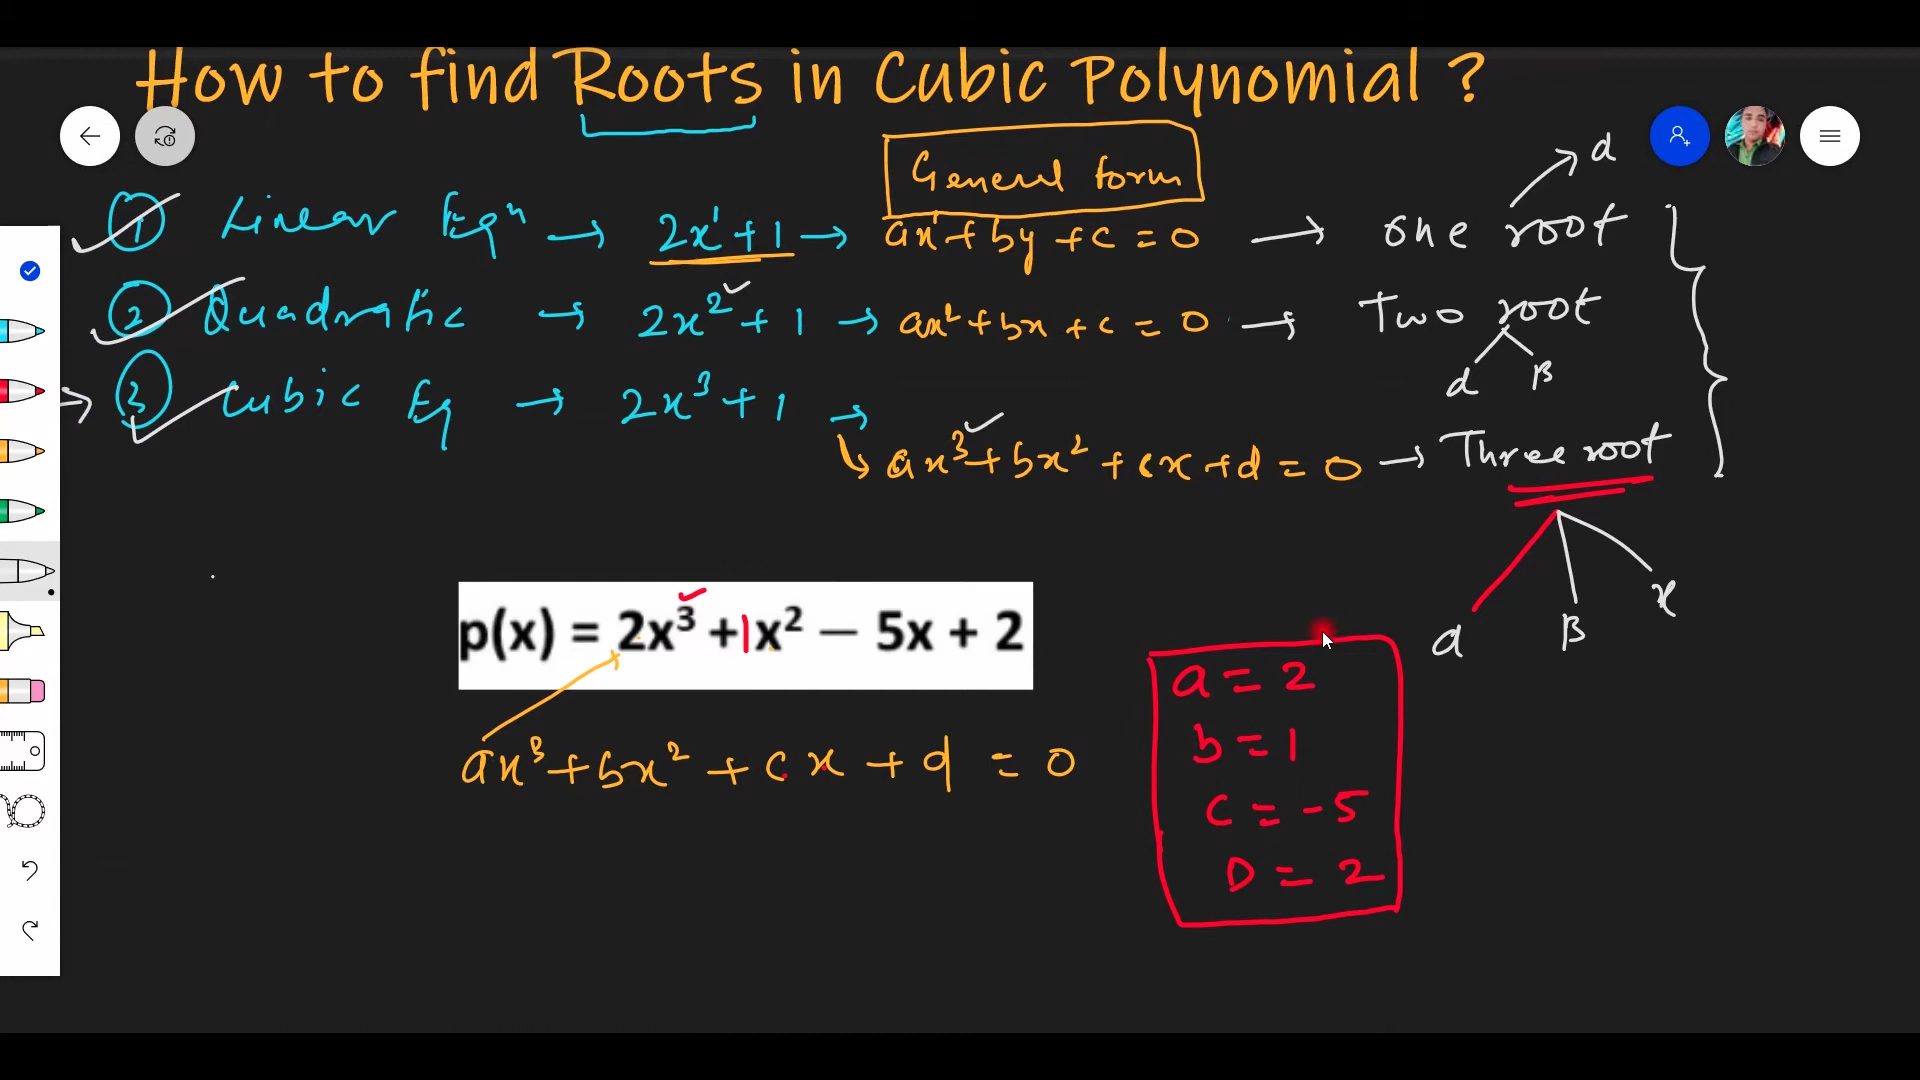 How to find Roots in Cubic Polynomial ?
General form
① Linear Eqⁿ → 2x¹+1 → ax¹+by+c=0 → one root → α
② Quadratic → 2x²+1 → ax²+bx+c=0 → Two root
α β
③ Cubic Eq → 2x³+1 →
ax³+bx²+cx+d=0 → Three root
α β γ
p(x) = 2x³ +1x² − 5x + 2
ax³+bx²+cx+d=0
a=2
b=1
c=-5
D=2